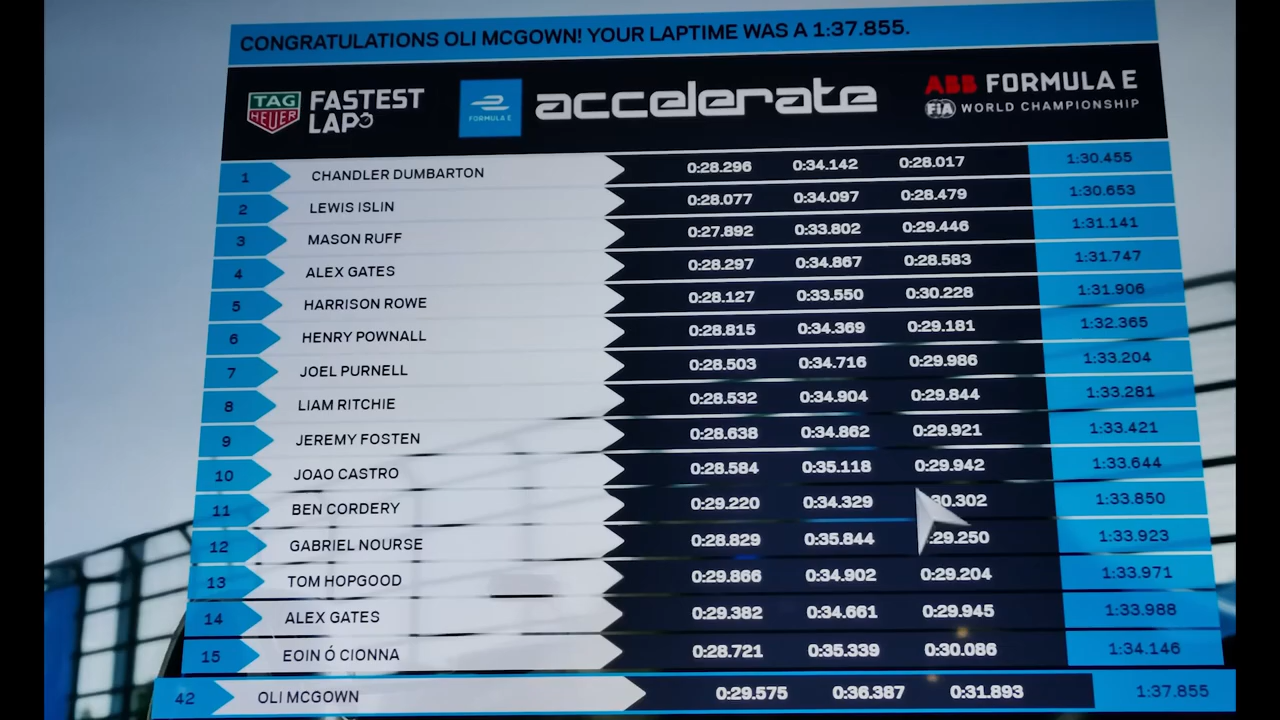 CONGRATULATIONS OLI MCGOWN! YOUR LAPTIME WAS A 1:37.855.
TAG HEUER FASTEST LAP FORMULA E accelerate ABB FORMULA E FIA WORLD CHAMPIONSHIP
1 CHANDLER DUMBARTON 0:28.296 0:34.142 0:28.017 1:30.455
2 LEWIS ISLIN 0:28.077 0:34.097 0:28.479 1:30.653
3 MASON RUFF 0:27.892 0:33.802 0:29.446 1:31.141
4 ALEX GATES 0:28.297 0:34.867 0:28.583 1:31.747
5 HARRISON ROWE 0:28.127 0:33.550 0:30.228 1:31.906
6 HENRY POWNALL 0:28.815 0:34.369 0:29.181 1:32.365
7 JOEL PURNELL 0:28.503 0:34.716 0:29.986 1:33.204
8 LIAM RITCHIE 0:28.532 0:34.904 0:29.844 1:33.281
9 JEREMY FOSTEN 0:28.638 0:34.862 0:29.921 1:33.421
10 JOAO CASTRO 0:28.584 0:35.118 0:29.942 1:33.644
11 BEN CORDERY 0:29.220 0:34.329 30.302 1:33.850
12 GABRIEL NOURSE 0:28.829 0:35.844 :29.250 1:33.923
13 TOM HOPGOOD 0:29.866 0:34.902 0:29.204 1:33.971
14 ALEX GATES 0:29.382 0:34.661 0:29.945 1:33.988
15 EOIN Ó CIONNA 0:28.721 0:35.339 0:30.086 1:34.146
42 OLI MCGOWN 0:29.575 0:36.387 0:31.893 1:37.855